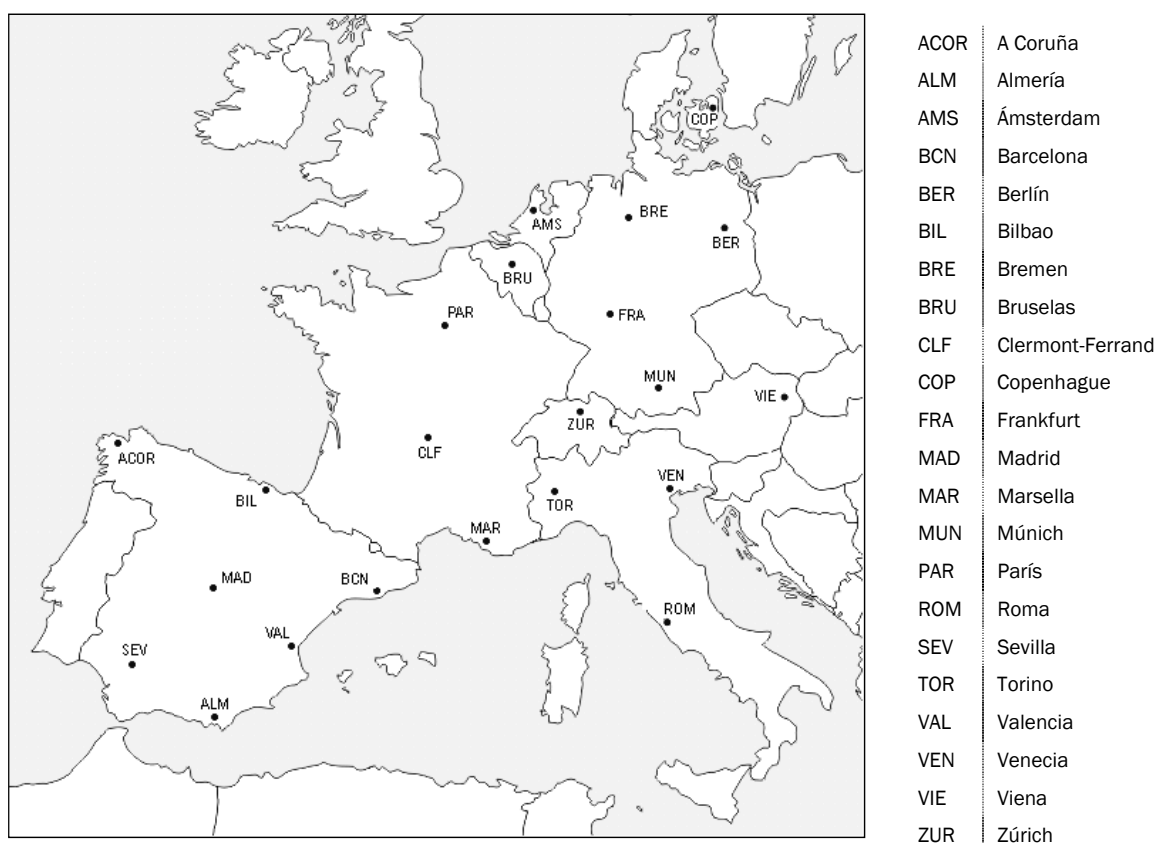 COP
AMS
BRE
BER
BRU
PAR
FRA
MUN
VIE
ZUR
CLF
ACOR
BIL
VEN
TOR
MAR
MAD
BCN
ROM
VAL
SEV
ALM
ACOR A Coruña
ALM Almería
AMS Ámsterdam
BCN Barcelona
BER Berlín
BIL Bilbao
BRE Bremen
BRU Bruselas
CLF Clermont-Ferrand
COP Copenhague
FRA Frankfurt
MAD Madrid
MAR Marsella
MUN Múnich
PAR París
ROM Roma
SEV Sevilla
TOR Torino
VAL Valencia
VEN Venecia
VIE Viena
ZUR Zúrich